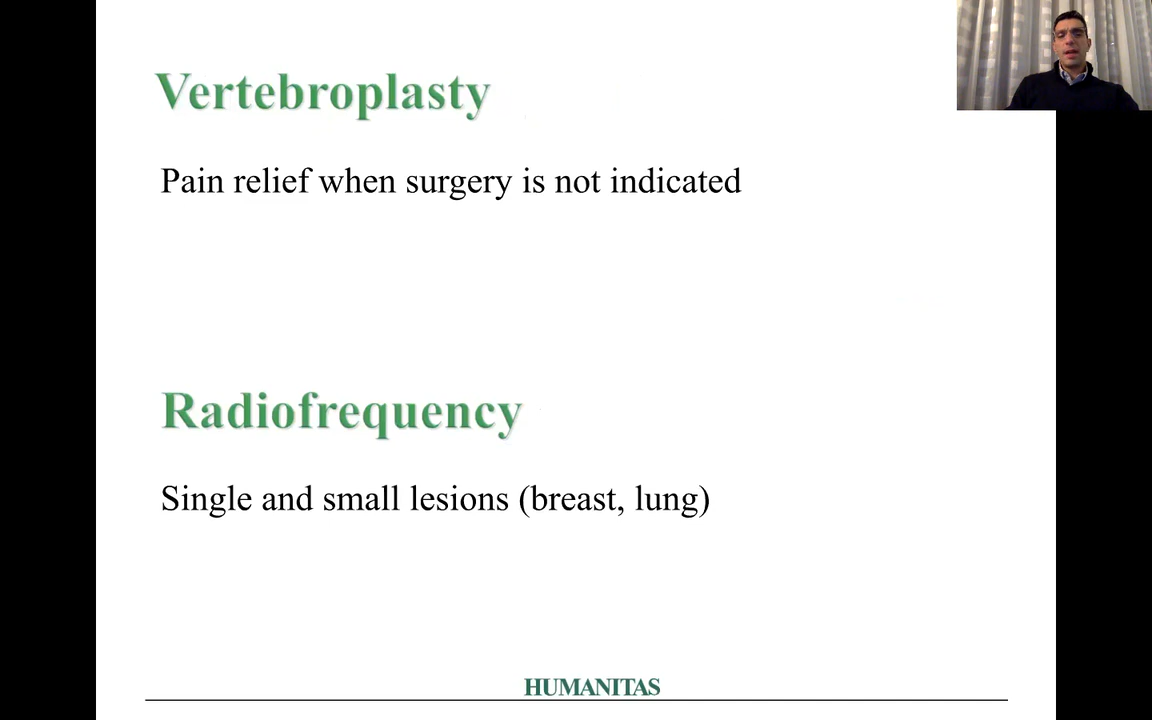 Vertebroplasty
Pain relief when surgery is not indicated
Radiofrequency
Single and small lesions (breast, lung)
HUMANITAS